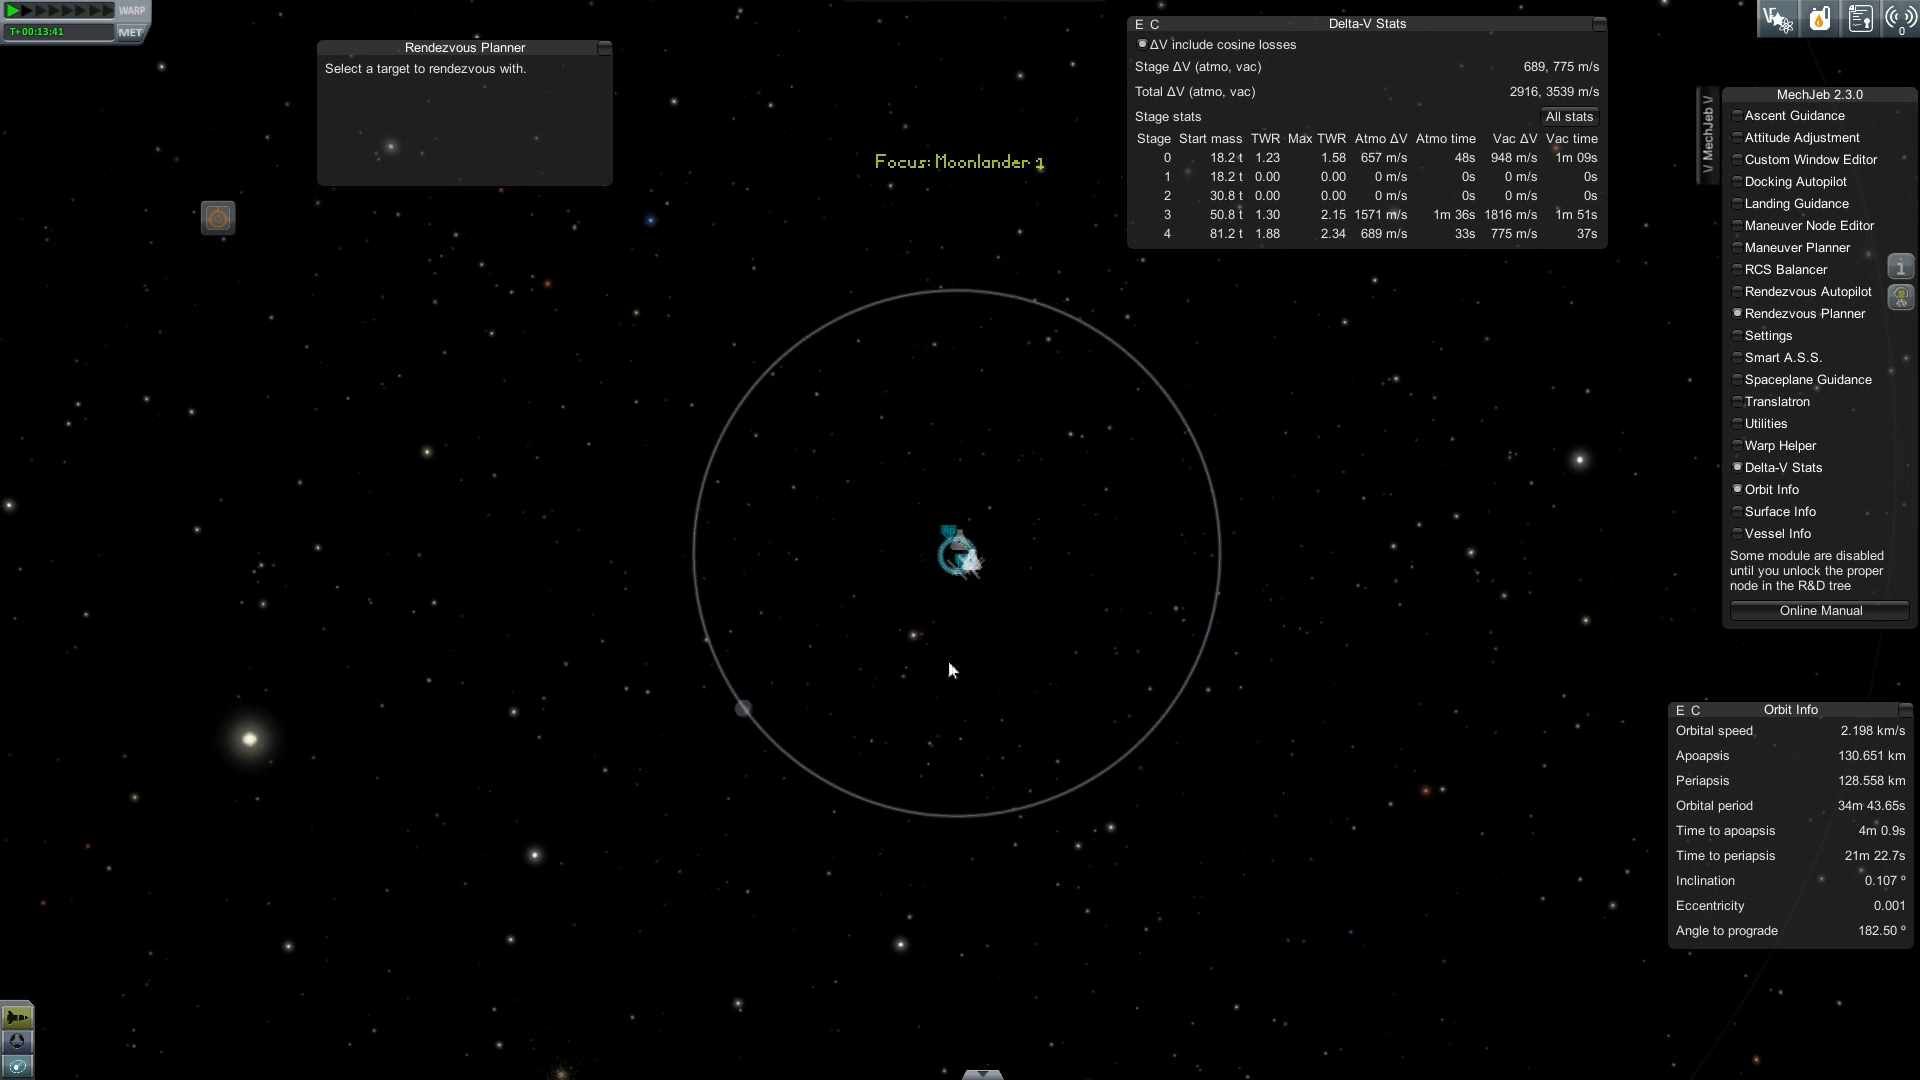 WARP
T+00:13:41
MET
Rendezvous Planner
Select a target to rendezvous with.
Focus: Moonlander 1
E C Delta-V Stats
ΔV include cosine losses
Stage ΔV (atmo, vac) 689, 775 m/s
Total ΔV (atmo, vac) 2916, 3539 m/s
Stage stats All stats
Stage Start mass TWR Max TWR Atmo ΔV Atmo time Vac ΔV Vac time
0 18.2 t 1.23 1.58 657 m/s 48s 948 m/s 1m 09s
1 18.2 t 0.00 0.00 0 m/s 0s 0 m/s 0s
2 30.8 t 0.00 0.00 0 m/s 0s 0 m/s 0s
3 50.8 t 1.30 2.15 1571 m/s 1m 36s 1816 m/s 1m 51s
4 81.2 t 1.88 2.34 689 m/s 33s 775 m/s 37s
0
V MechJeb V
MechJeb 2.3.0
Ascent Guidance
Attitude Adjustment
Custom Window Editor
Docking Autopilot
Landing Guidance
Maneuver Node Editor
Maneuver Planner
RCS Balancer
Rendezvous Autopilot
Rendezvous Planner
Settings
Smart A.S.S.
Spaceplane Guidance
Translatron
Utilities
Warp Helper
Delta-V Stats
Orbit Info
Surface Info
Vessel Info
Some module are disabled
until you unlock the proper
node in the R&D tree
Online Manual
E C Orbit Info
Orbital speed 2.198 km/s
Apoapsis 130.651 km
Periapsis 128.558 km
Orbital period 34m 43.65s
Time to apoapsis 4m 0.9s
Time to periapsis 21m 22.7s
Inclination 0.107 º
Eccentricity 0.001
Angle to prograde 182.50 º